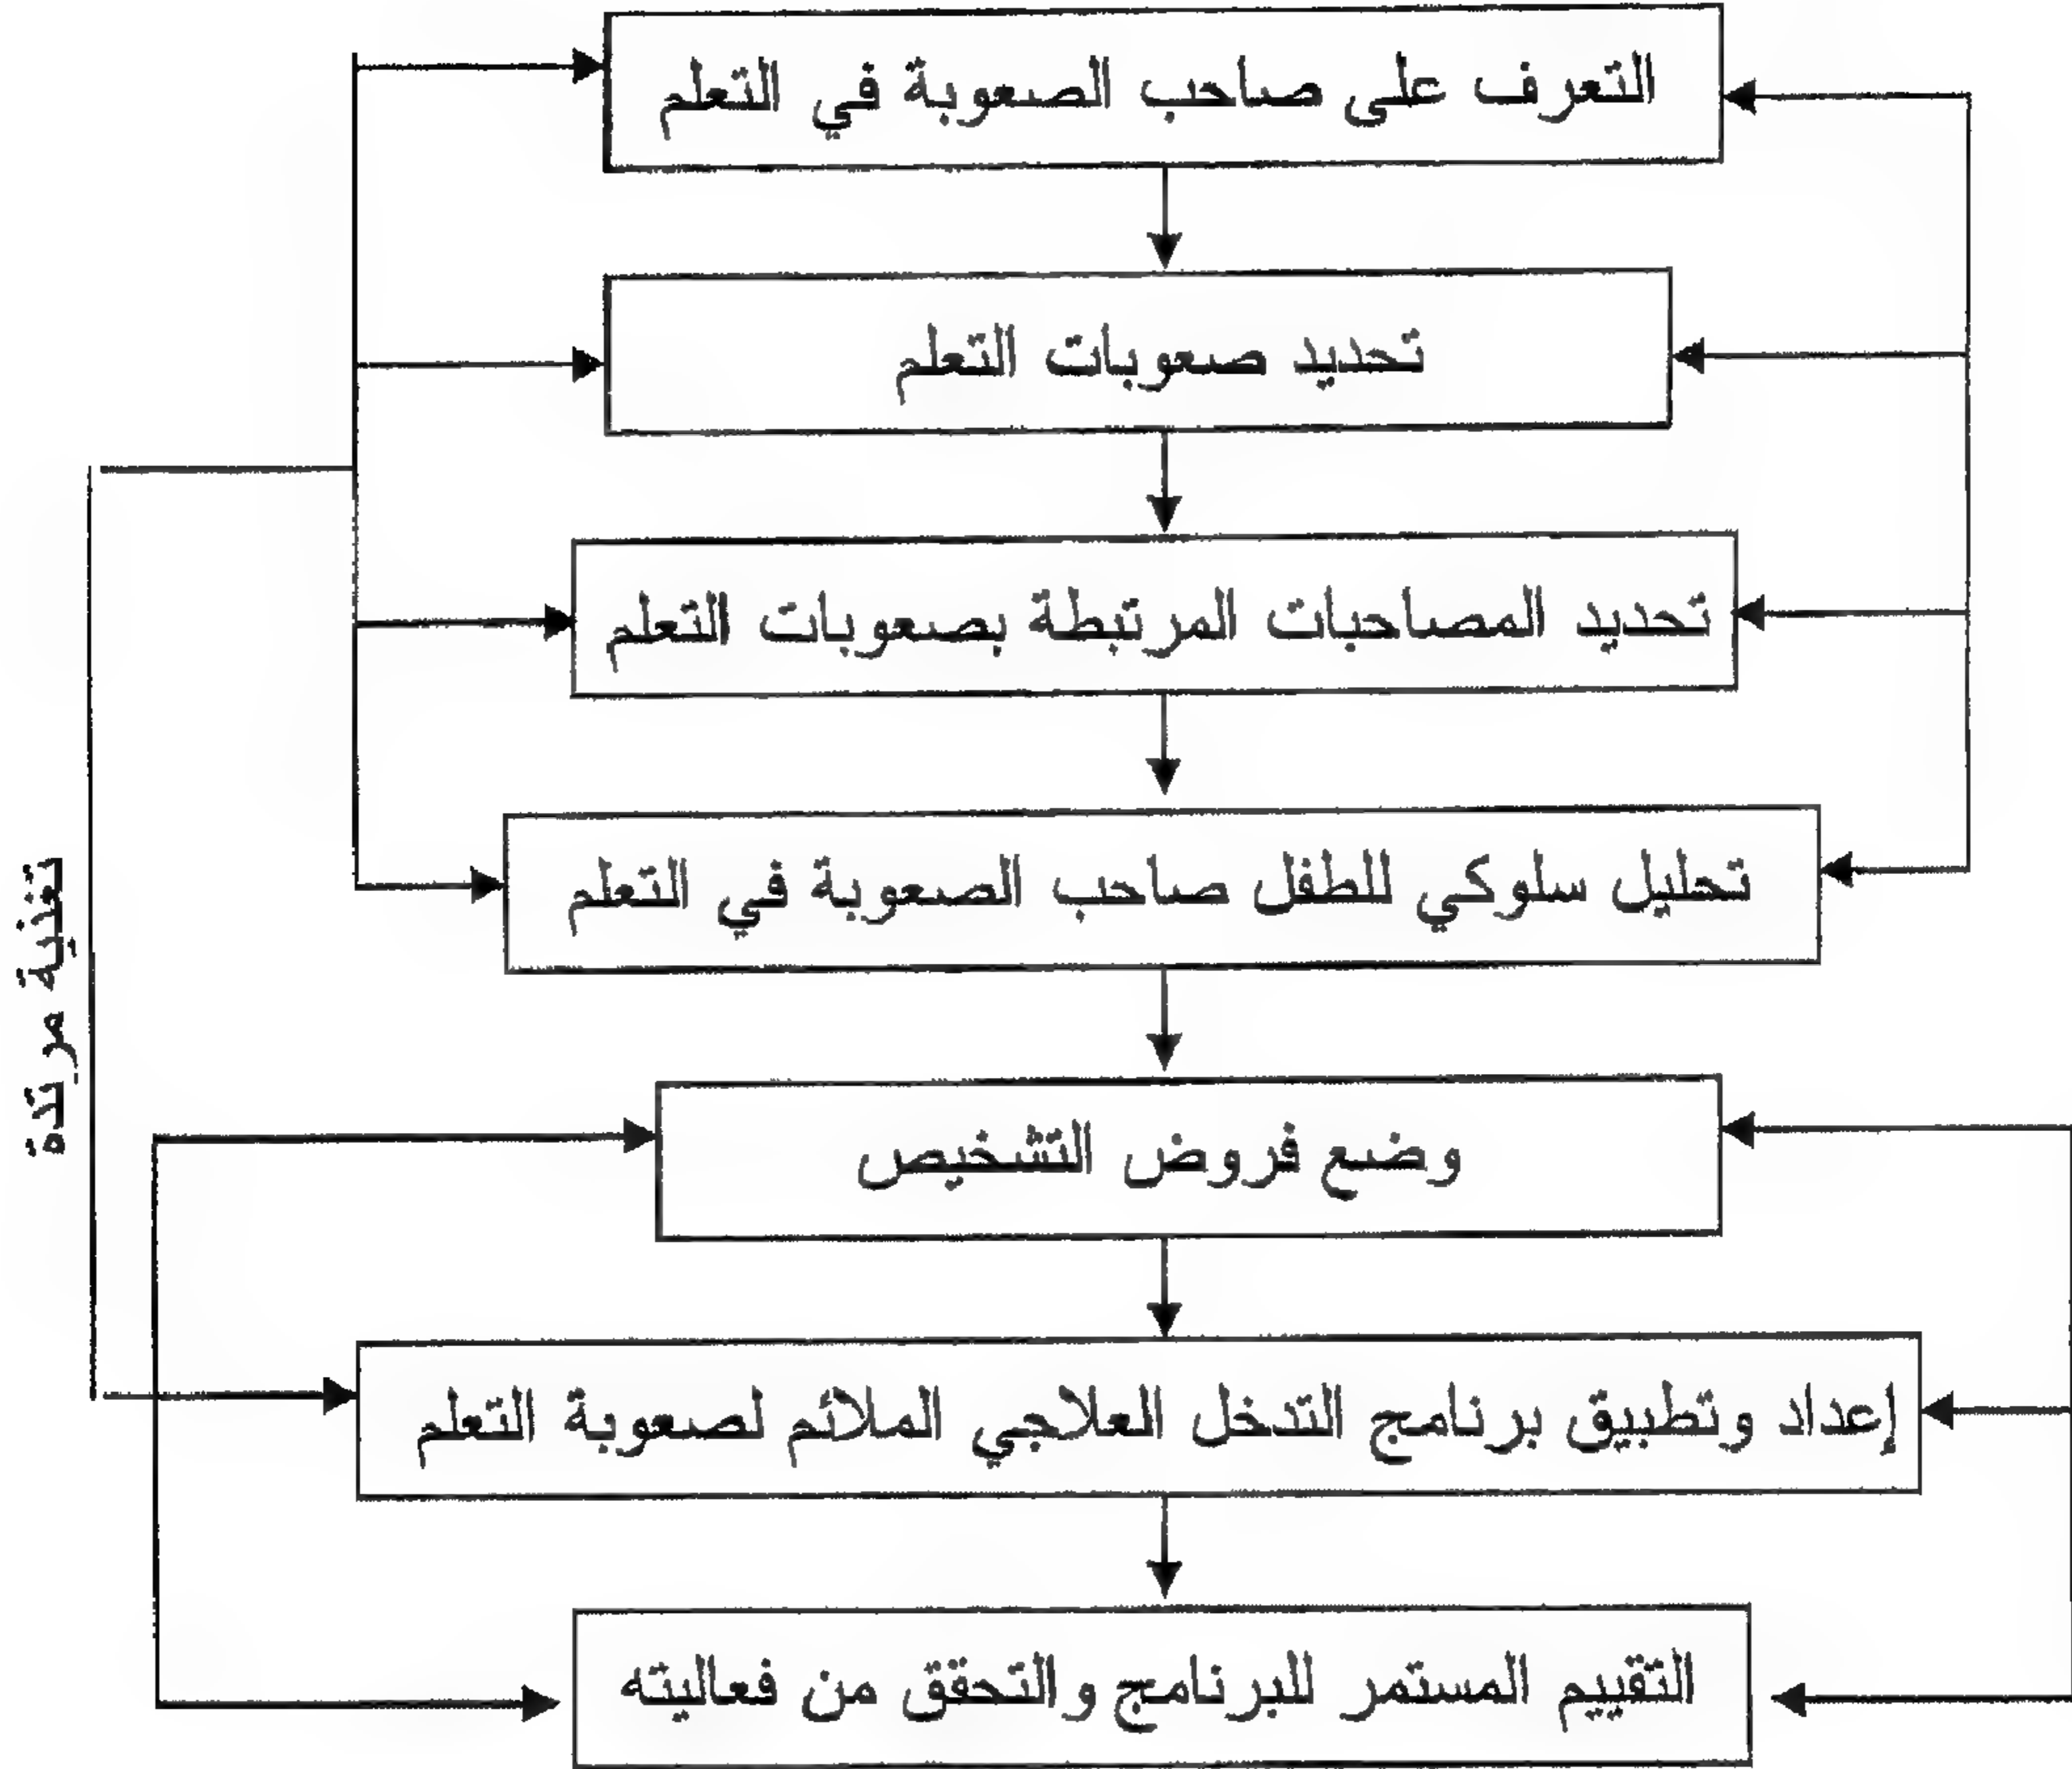 التعرف على صاحب الصعوبة في التعلم
تحديد صعوبات التعلم
تحديد المصاحبات المرتبطة بصعوبات التعلم
تحليل سلوكي للطفل صاحب الصعوبة في التعلم
وضع فروض التشخيص
إعداد وتطبيق برنامج التدخل العلاجي الملائم لصعوبة التعلم
التقييم المستمر للبرنامج والتحقق من فعاليته
تغذية مرتدة